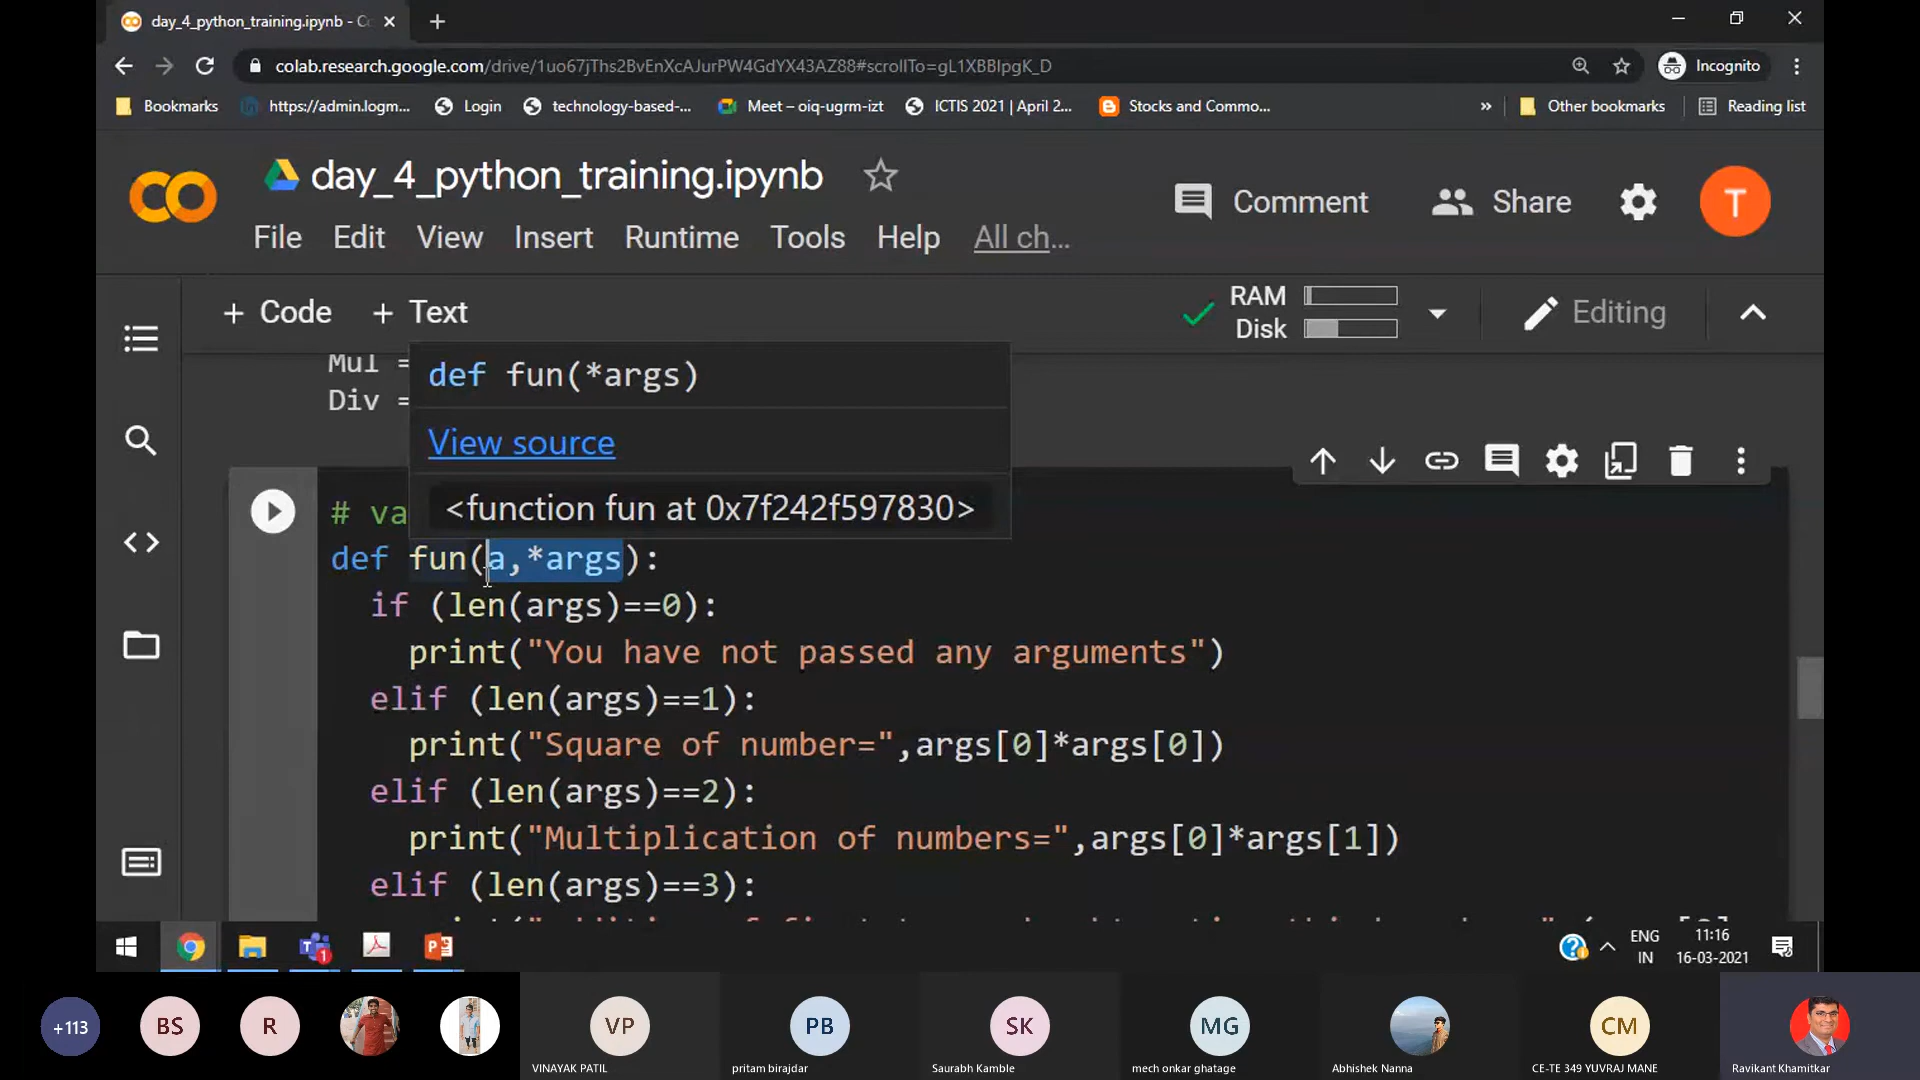 day_4_python_training.ipynb - Co
colab.research.google.com/drive/1uo67jThs2BvEnXcAJurPW4GdYX43AZ88#scrollTo=gL1XBBIpgK_D
Incognito
Bookmarks
https://admin.logm...
Login
technology-based-...
Meet – oiq-ugrm-izt
ICTIS 2021 | April 2...
Stocks and Commo...
»
Other bookmarks
Reading list
CO
day_4_python_training.ipynb
Comment
Share
T
File Edit View Insert Runtime Tools Help All ch...
+ Code + Text
RAM
Disk
Editing
Mul =
Div =
def fun(*args)
View source
<function fun at 0x7f242f597830>
# va
def fun(a,*args):
if (len(args)==0):
print("You have not passed any arguments")
elif (len(args)==1):
print("Square of number=",args[0]*args[0])
elif (len(args)==2):
print("Multiplication of numbers=",args[0]*args[1])
elif (len(args)==3):
1
ENG
IN
11:16
16-03-2021
+113
BS
R
VP
PB
SK
MG
CM
VINAYAK PATIL
pritam birajdar
Saurabh Kamble
mech onkar ghatage
Abhishek Nanna
CE-TE 349 YUVRAJ MANE
Ravikant Khamitkar